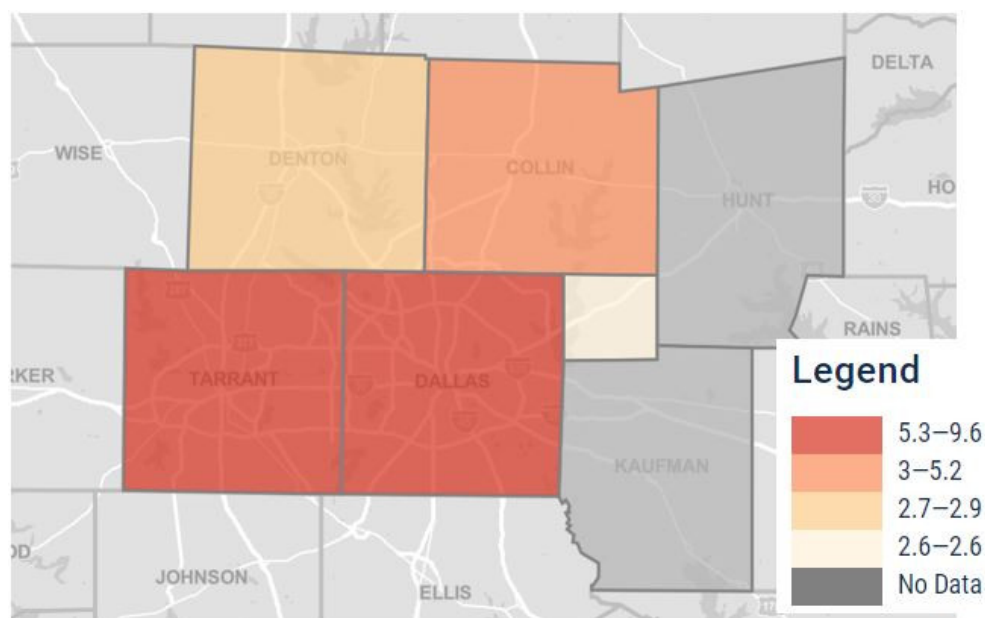 DELTA
WISE
DENTON
COLLIN
HO
HUNT
RAINS
RKER
TARRANT
DALLAS
KAUFMAN
OD
JOHNSON
ELLIS
Legend
5.3–9.6
3–5.2
2.7–2.9
2.6–2.6
No Data